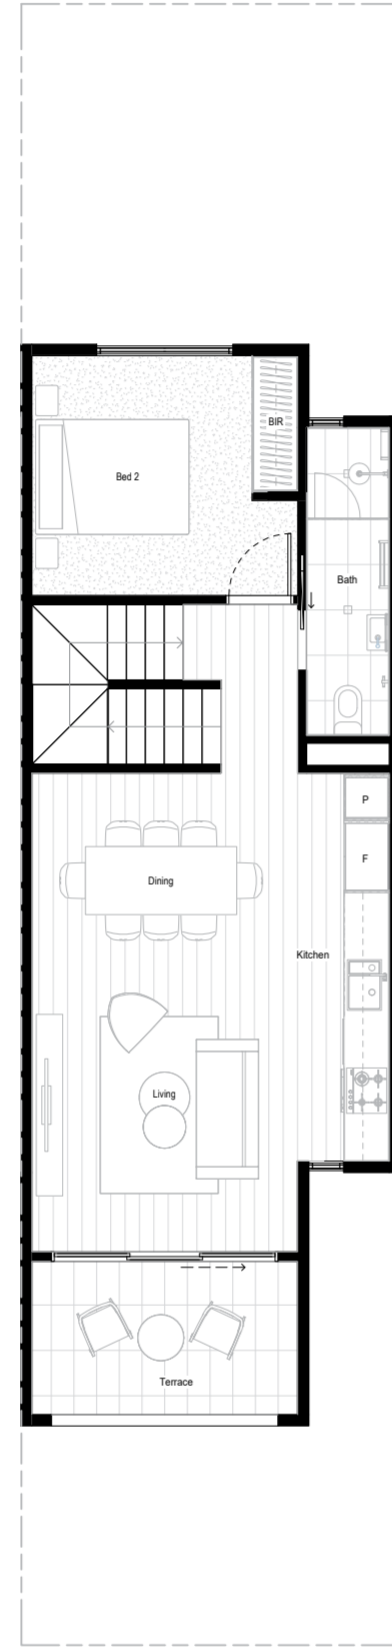 BIR
Bed 2
Bath
P
F
Dining
Kitchen
Living
Terrace